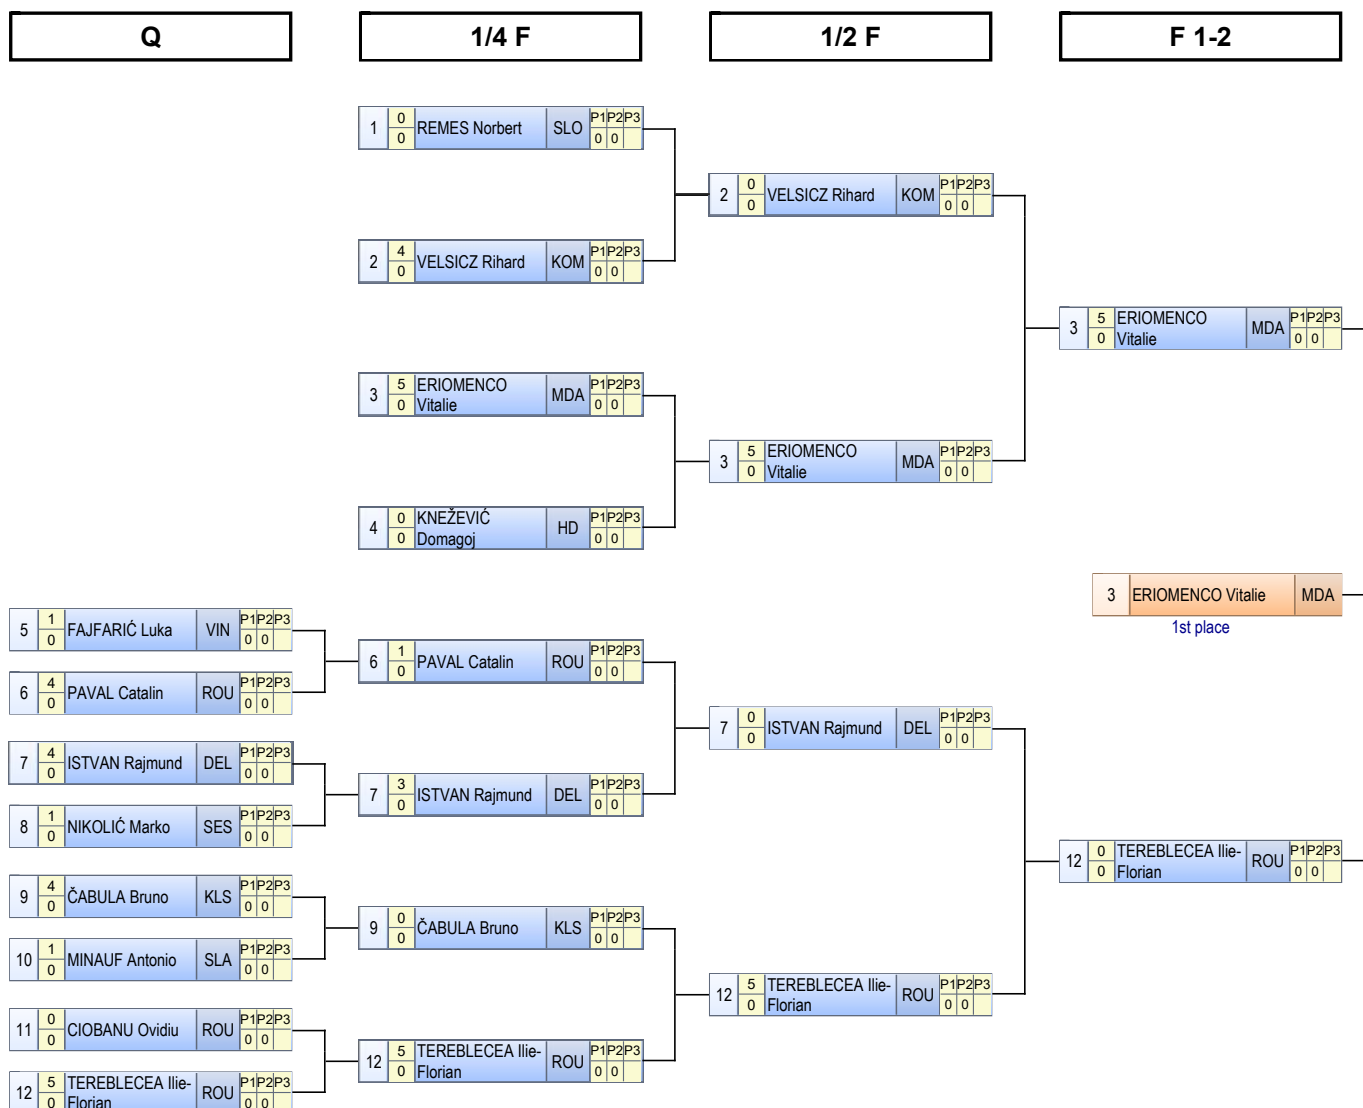 Q
1/4 F
1/2 F
F 1-2
1 0 REMES Norbert SLO P1 P2 P3
0 0 0
2 0 VELSICZ Rihard KOM P1 P2 P3
0 0 0
2 4 VELSICZ Rihard KOM P1 P2 P3
0 0 0
3 5 ERIOMENCO Vitalie MDA P1 P2 P3
0 0 0
3 5 ERIOMENCO Vitalie MDA P1 P2 P3
0 0 0
3 5 ERIOMENCO Vitalie MDA P1 P2 P3
0 0 0
4 0 KNEŽEVIĆ Domagoj HD P1 P2 P3
0 0 0
3 ERIOMENCO Vitalie MDA
1st place
5 1 FAJFARIĆ Luka VIN P1 P2 P3
0 0 0
6 1 PAVAL Catalin ROU P1 P2 P3
0 0 0
6 4 PAVAL Catalin ROU P1 P2 P3
0 0 0
7 0 ISTVAN Rajmund DEL P1 P2 P3
0 0 0
7 4 ISTVAN Rajmund DEL P1 P2 P3
0 0 0
7 3 ISTVAN Rajmund DEL P1 P2 P3
0 0 0
8 1 NIKOLIĆ Marko SES P1 P2 P3
0 0 0
12 0 TEREBLECEA Ilie-Florian ROU P1 P2 P3
0 0 0
9 4 ČABULA Bruno KLS P1 P2 P3
0 0 0
9 0 ČABULA Bruno KLS P1 P2 P3
0 0 0
10 1 MINAUF Antonio SLA P1 P2 P3
0 0 0
12 5 TEREBLECEA Ilie-Florian ROU P1 P2 P3
0 0 0
11 0 CIOBANU Ovidiu ROU P1 P2 P3
0 0 0
12 5 TEREBLECEA Ilie-Florian ROU P1 P2 P3
0 0 0
12 5 TEREBLECEA Ilie-Florian ROU P1 P2 P3
0 0 0